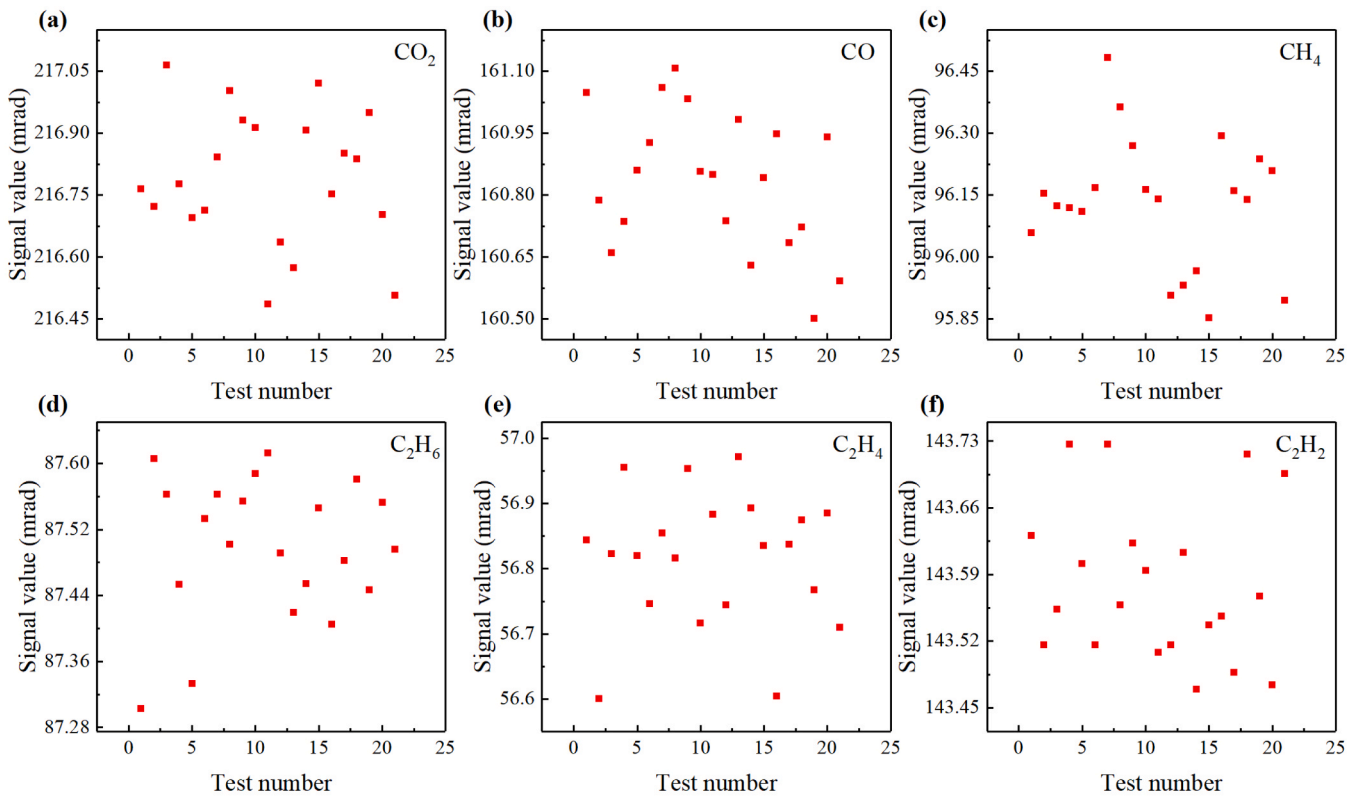 (a)
CO₂
Signal value (mrad)
217.05
216.90
216.75
216.60
216.45
0 5 10 15 20 25
Test number
(b)
CO
Signal value (mrad)
161.10
160.95
160.80
160.65
160.50
0 5 10 15 20 25
Test number
(c)
CH₄
Signal value (mrad)
96.45
96.30
96.15
96.00
95.85
0 5 10 15 20 25
Test number
(d)
C₂H₆
Signal value (mrad)
87.60
87.52
87.44
87.36
87.28
0 5 10 15 20 25
Test number
(e)
C₂H₄
Signal value (mrad)
57.0
56.9
56.8
56.7
56.6
0 5 10 15 20 25
Test number
(f)
C₂H₂
Signal value (mrad)
143.73
143.66
143.59
143.52
143.45
0 5 10 15 20 25
Test number